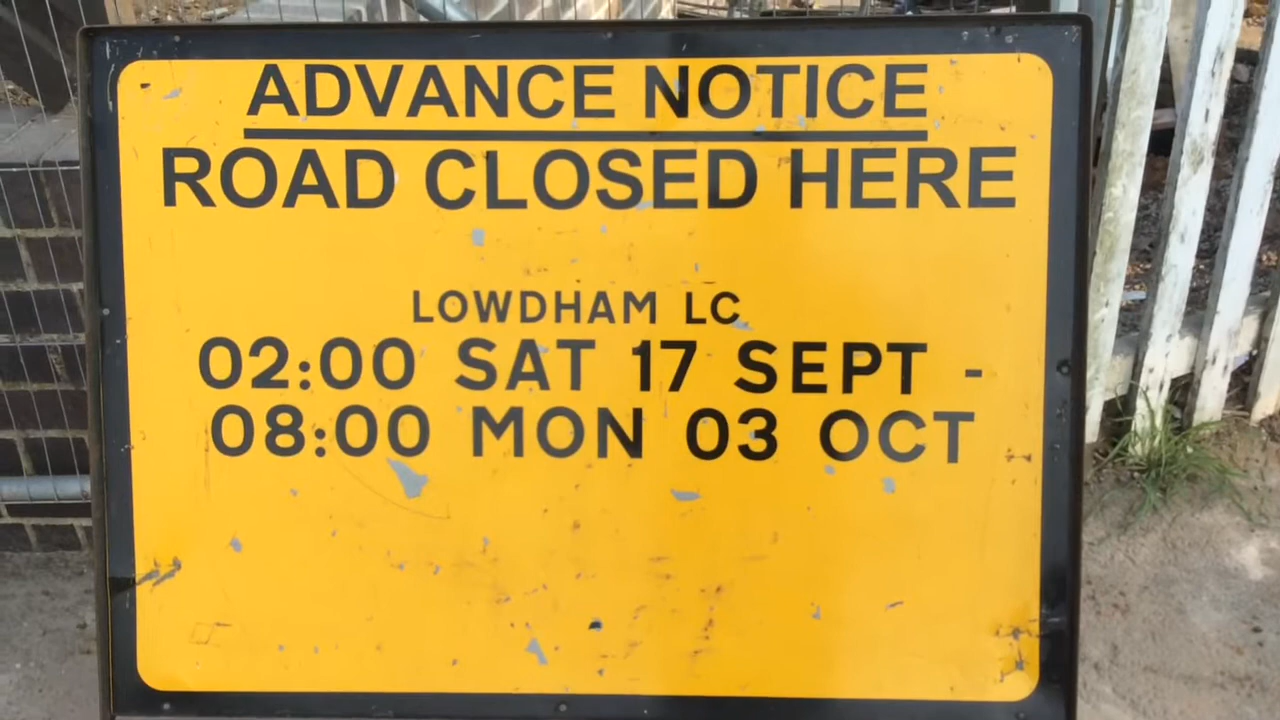 ADVANCE NOTICE
ROAD CLOSED HERE
LOWDHAM LC
02:00 SAT 17 SEPT -
08:00 MON 03 OCT